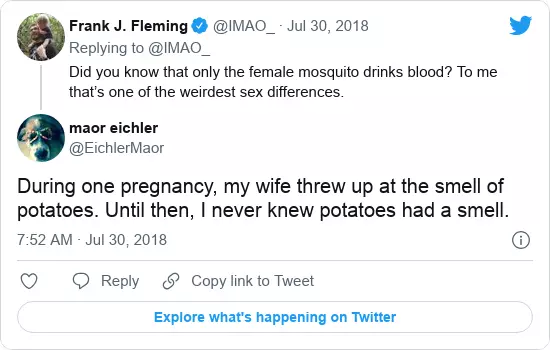 Frank J. Fleming @IMAO_ · Jul 30, 2018
Replying to @IMAO_
Did you know that only the female mosquito drinks blood? To me
that's one of the weirdest sex differences.
maor eichler
@EichlerMaor
During one pregnancy, my wife threw up at the smell of
potatoes. Until then, I never knew potatoes had a smell.
7:52 AM · Jul 30, 2018
Reply Copy link to Tweet
Explore what's happening on Twitter